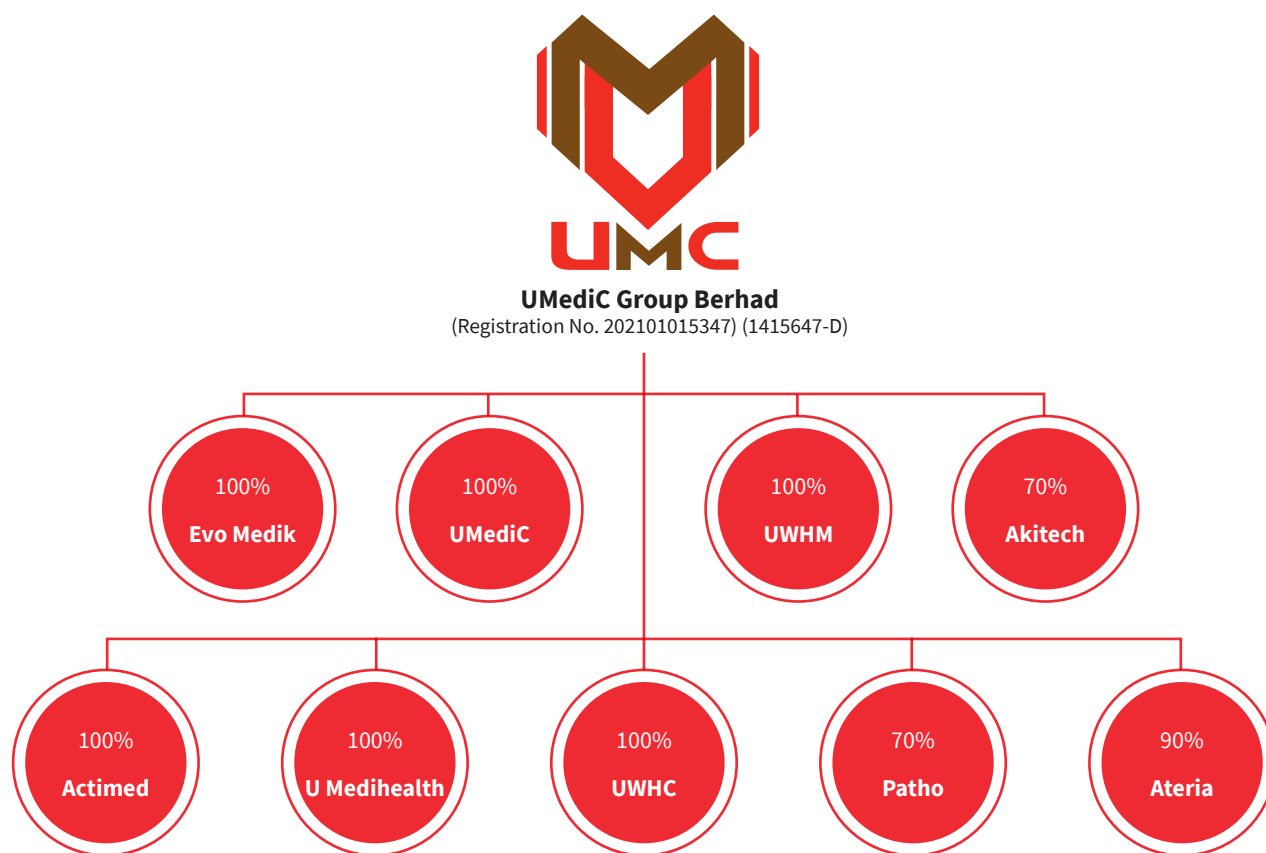 UMC
UMediC Group Berhad
(Registration No. 202101015347) (1415647-D)
100%
Evo Medik
100%
UMediC
100%
UWHM
70%
Akitech
100%
Actimed
100%
U Medihealth
100%
UWHC
70%
Patho
90%
Ateria